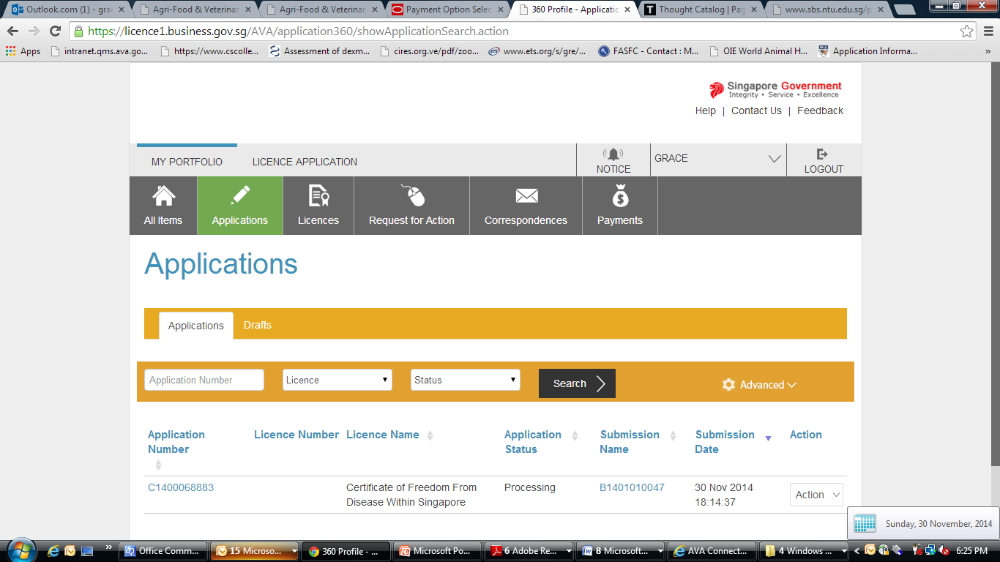 Outlook.com (1) - grac
Agri-Food & Veterinar
Agri-Food & Veterinar
Payment Option Selec
360 Profile - Applicatic
Thought Catalog | Pag
www.sbs.ntu.edu.sg/p
https://licence1.business.gov.sg/AVA/application360/showApplicationSearch.action
Apps
intranet.qms.ava.go...
https://www.cscolle...
Assessment of dexm...
cires.org.ve/pdf/zoo...
www.ets.org/s/gre/...
FASFC - Contact : M...
OIE World Animal H...
Application Informa...
»
Singapore Government
Integrity • Service • Excellence
Help | Contact Us | Feedback
MY PORTFOLIO
LICENCE APPLICATION
NOTICE
GRACE
LOGOUT
All Items
Applications
Licences
Request for Action
Correspondences
Payments
Applications
Applications
Drafts
Application Number
Licence
Status
Search
Advanced
Application Number
Licence Number
Licence Name
Application Status
Submission Name
Submission Date
Action
C1400068883
Certificate of Freedom From Disease Within Singapore
Processing
B1401010047
30 Nov 2014 18:14:37
Action
Sunday, 30 November, 2014
»
Office Comm...
15 Microso...
360 Profile - ...
Microsoft Po...
6 Adobe Re...
8 Microsoft...
AVA Connect...
4 Windows ...
6:25 PM